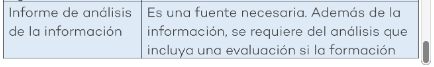 Informe de análisis
de la información
Es una fuente necesaria. Además de la
información, se requiere del análisis que
incluya una evaluación si la formación